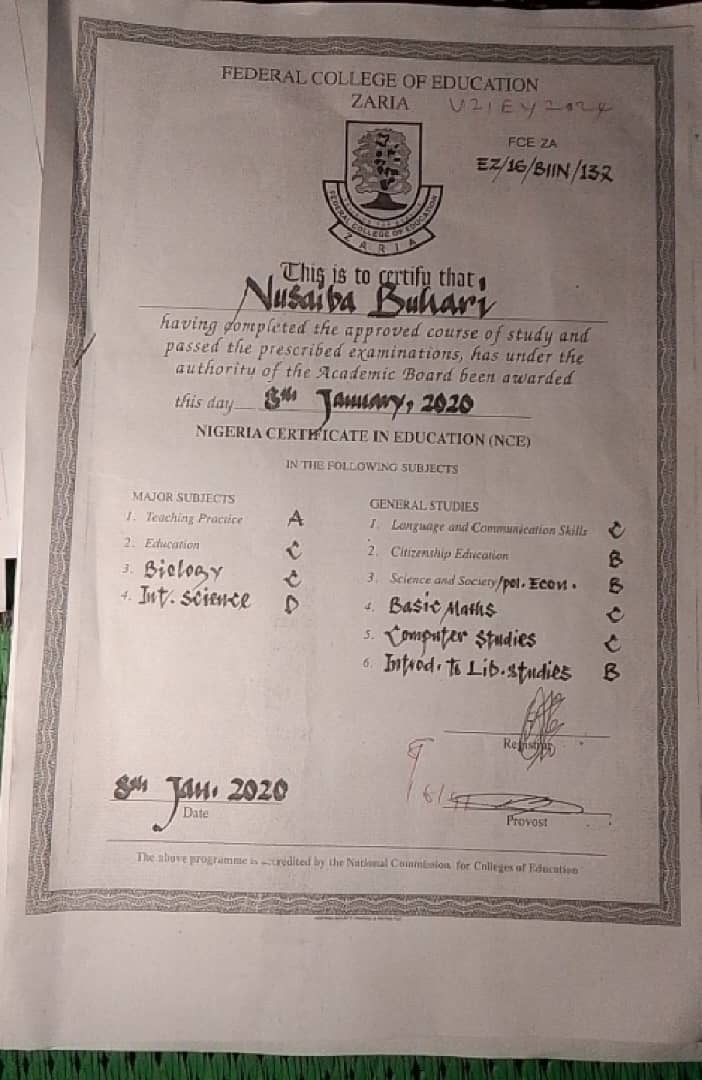 FEDERAL COLLEGE OF EDUCATION
ZARIA
FCE ZA
EZ/16/BIIN/132
FEDERAL COLLEGE OF EDUCATION
ZARIA
This is to certify that
Nusaiba Buhari
having completed the approved course of study and
passed the prescribed examinations, has under the
authority of the Academic Board been awarded
this day 8th January, 2020
NIGERIA CERTIFICATE IN EDUCATION (NCE)
IN THE FOLLOWING SUBJECTS
MAJOR SUBJECTS
1. Teaching Practice A
2. Education C
3. Biology C
4. Int. Science D
GENERAL STUDIES
1. Language and Communication Skills C
2. Citizenship Education B
3. Science and Society/pol. Econ. B
4. Basic Maths C
5. Computer Studies C
6. Introd. To Lib. studies B
Registrar
8th Jan. 2020
Date
Provost
The above programme is accredited by the National Commission for Colleges of Education